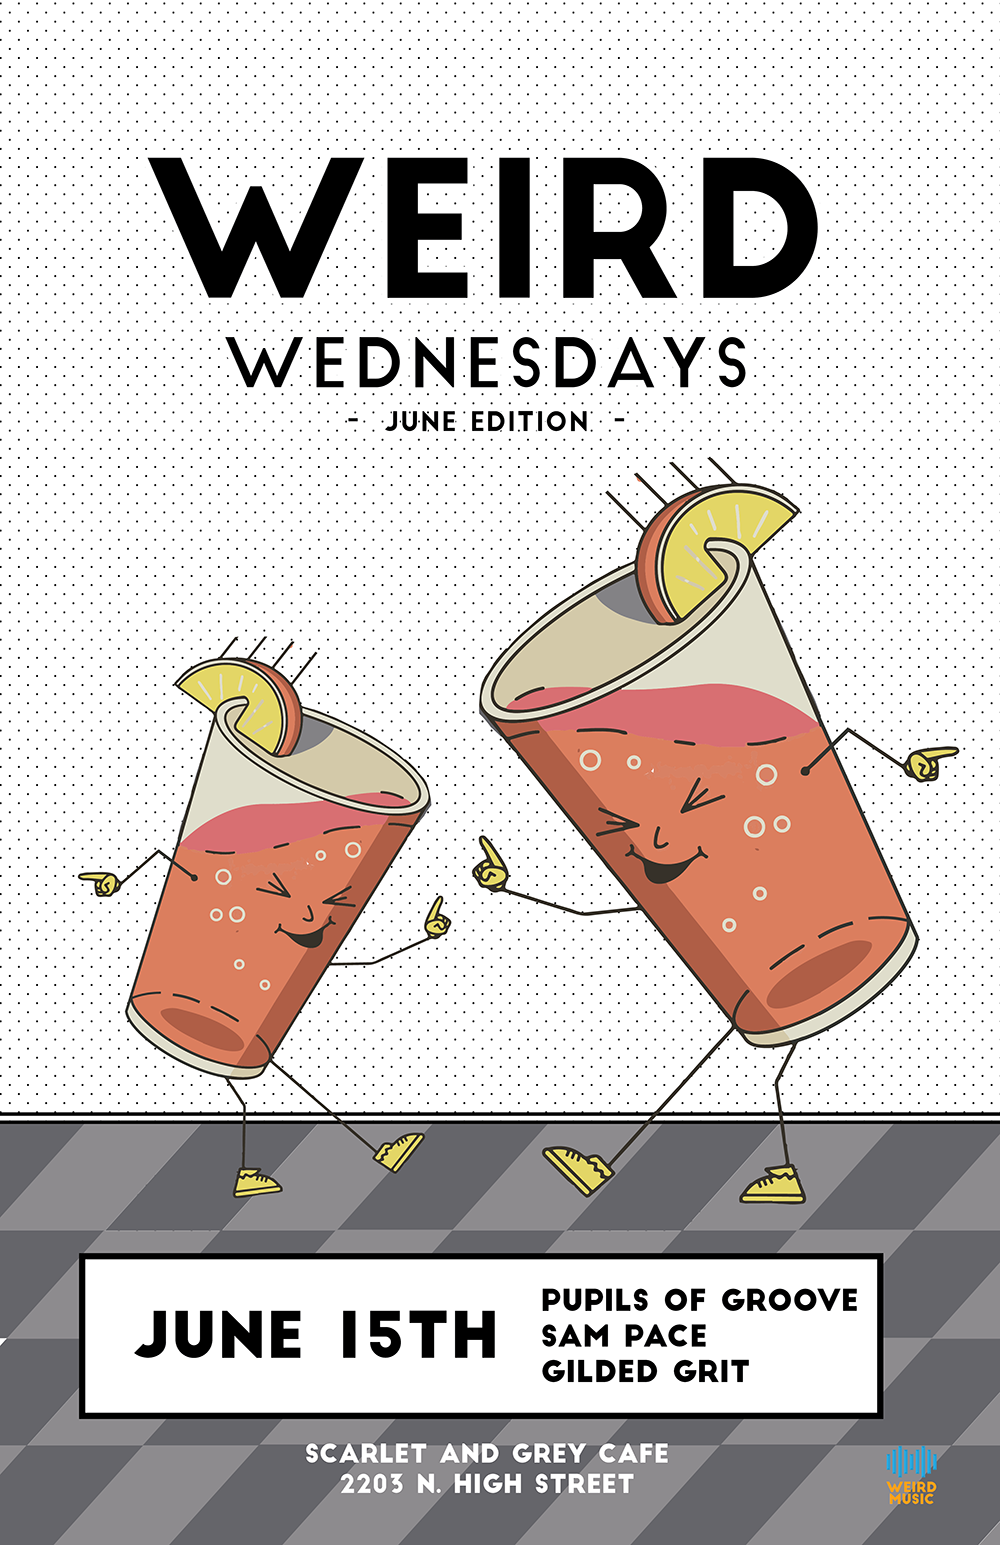 WEIRD
WEDNESDAYS
- JUNE EDITION -
JUNE 15TH
PUPILS OF GROOVE
SAM PACE
GILDED GRIT
SCARLET AND GREY CAFE
2203 N. HIGH STREET
WEIRD
MUSIC